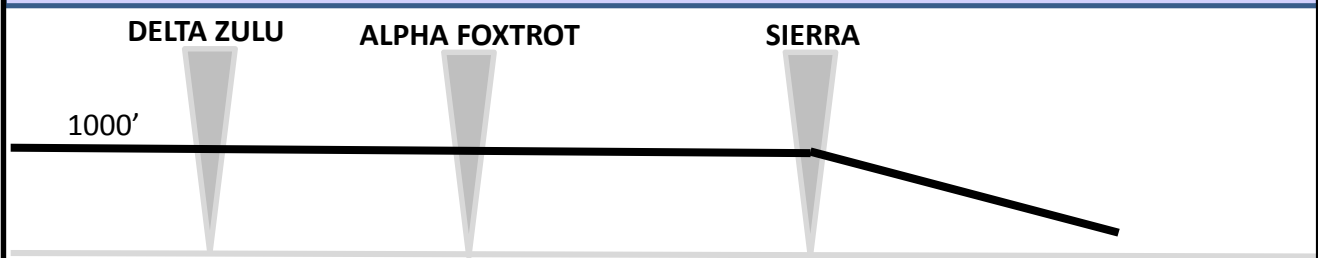 DELTA ZULU ALPHA FOXTROT SIERRA
1000’